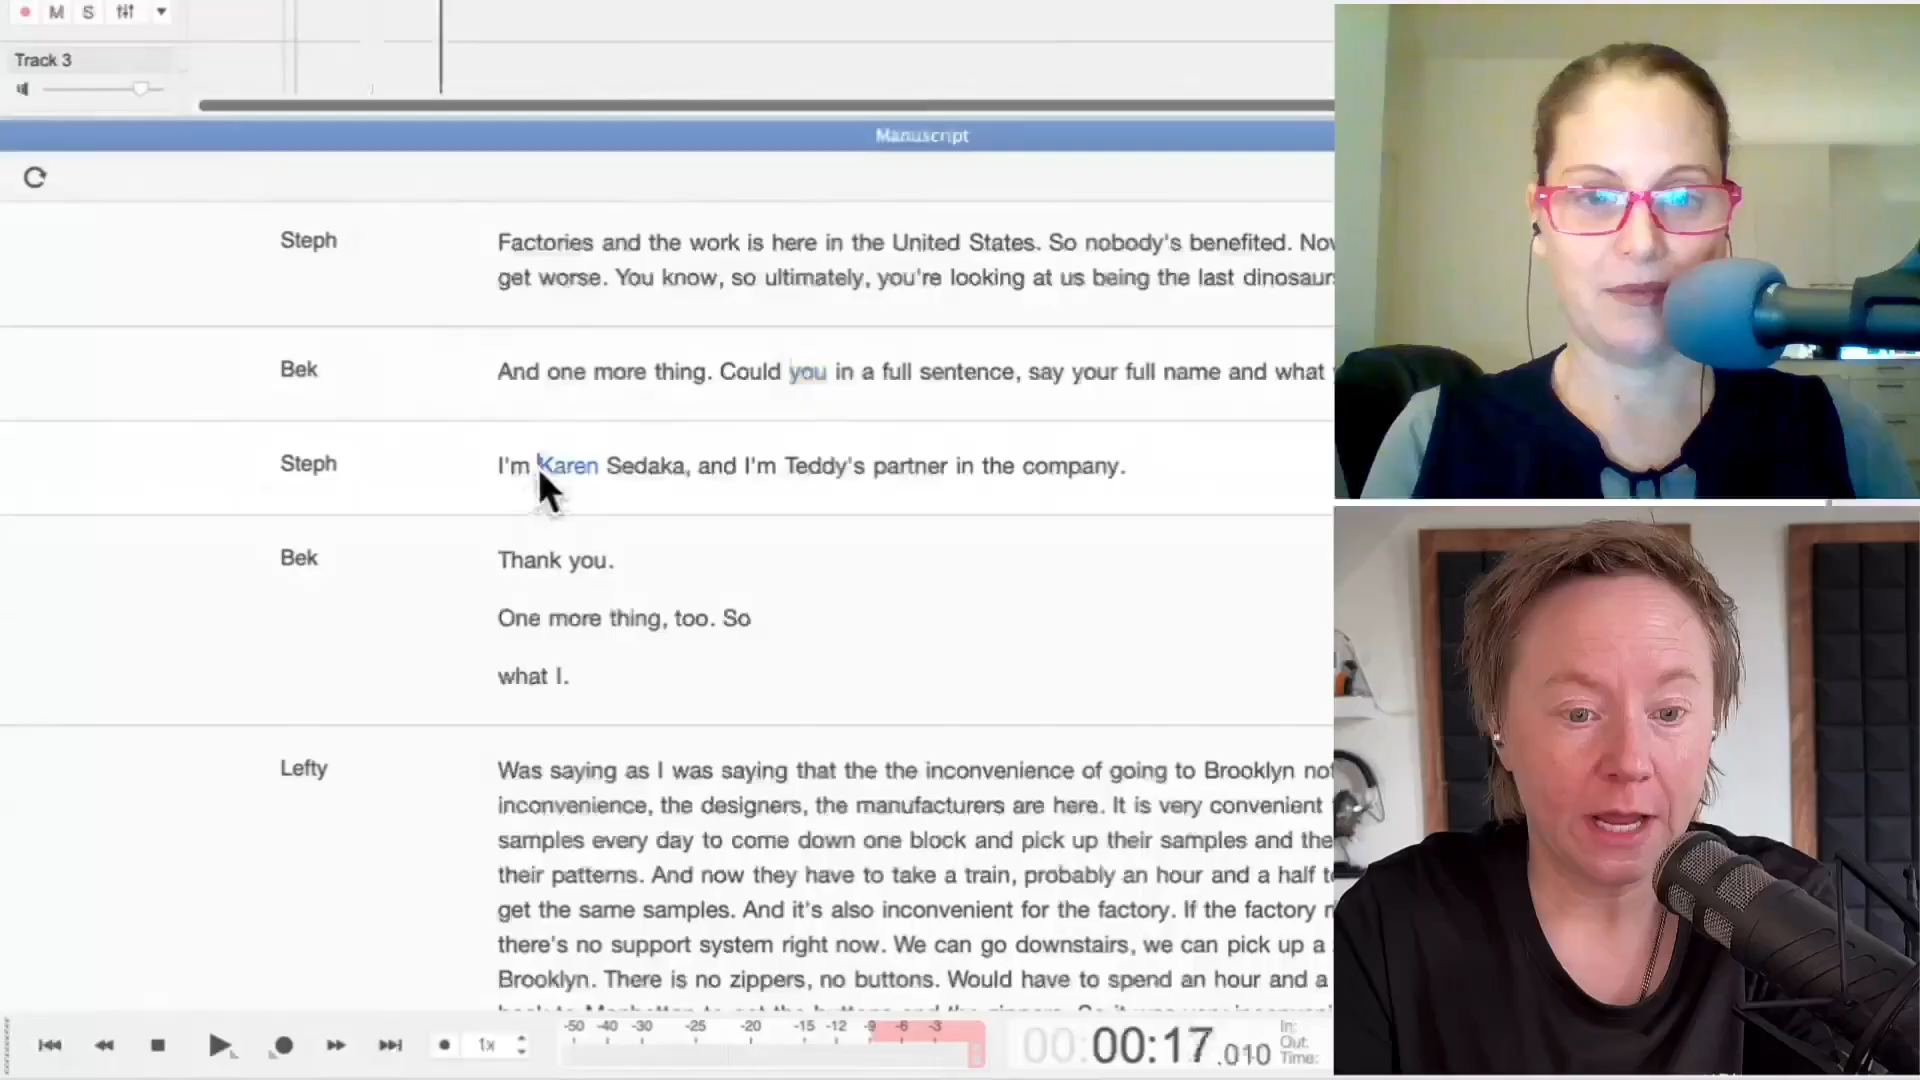 M S
Track 3
Manuscript
Steph
Factories and the work is here in the United States. So nobody's benefited.
get worse. You know, so ultimately, you're looking at us being the last
Bek
And one more thing. Could you in a full sentence, say your full name and what
Steph
I'm Karen Sedaka, and I'm Teddy's partner in the company.
Bek
Thank you.
One more thing, too. So
what I.
Lefty
Was saying as I was saying that the the inconvenience of going to Brooklyn
inconvenience, the designers, the manufacturers are here. It is very convenient
samples every day to come down one block and pick up their samples and
their patterns. And now they have to take a train, probably an hour and a half
get the same samples. And it's also inconvenient for the factory. If the factory
there's no support system right now. We can go downstairs, we can pick up a
Brooklyn. There is no zippers, no buttons. Would have to spend an hour and a
1x
-50 -40 -30 -25 -20 -15 -12 -9 -6 -3
00:00:17.010
In:
Out:
Time: